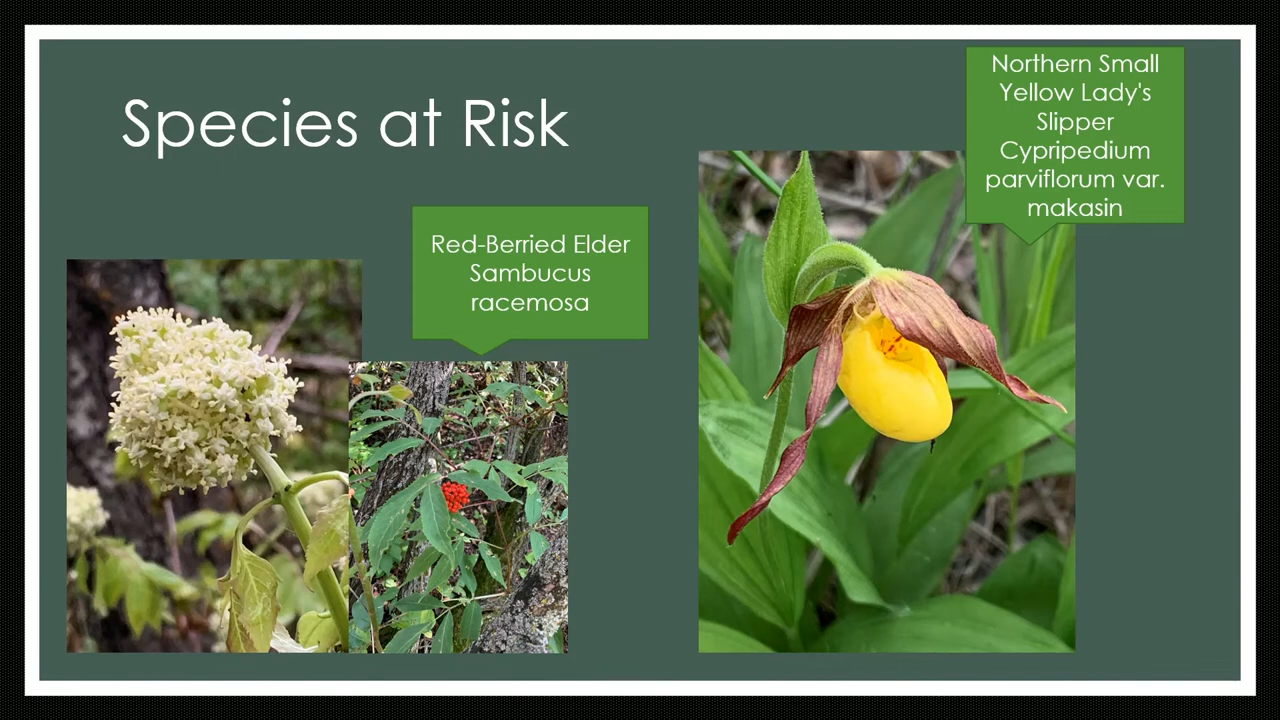 Species at Risk
Red-Berried Elder
Sambucus
racemosa
Northern Small
Yellow Lady's
Slipper
Cypripedium
parviflorum var.
makasin